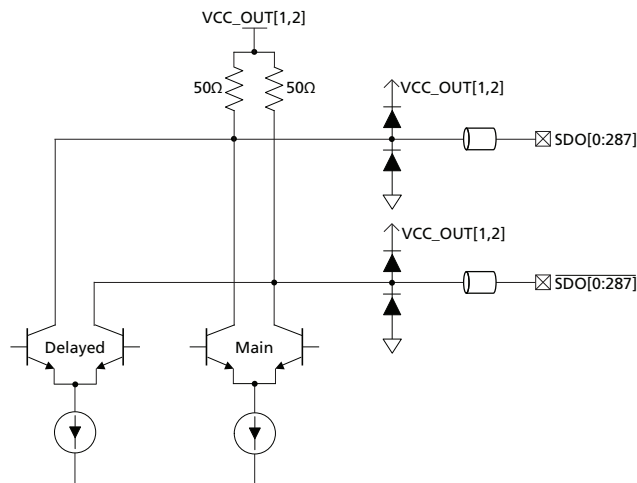 VCC_OUT[1,2]
50Ω 50Ω
VCC_OUT[1,2]
SDO[0:287]
VCC_OUT[1,2]
SDO[0:287]
Delayed Main